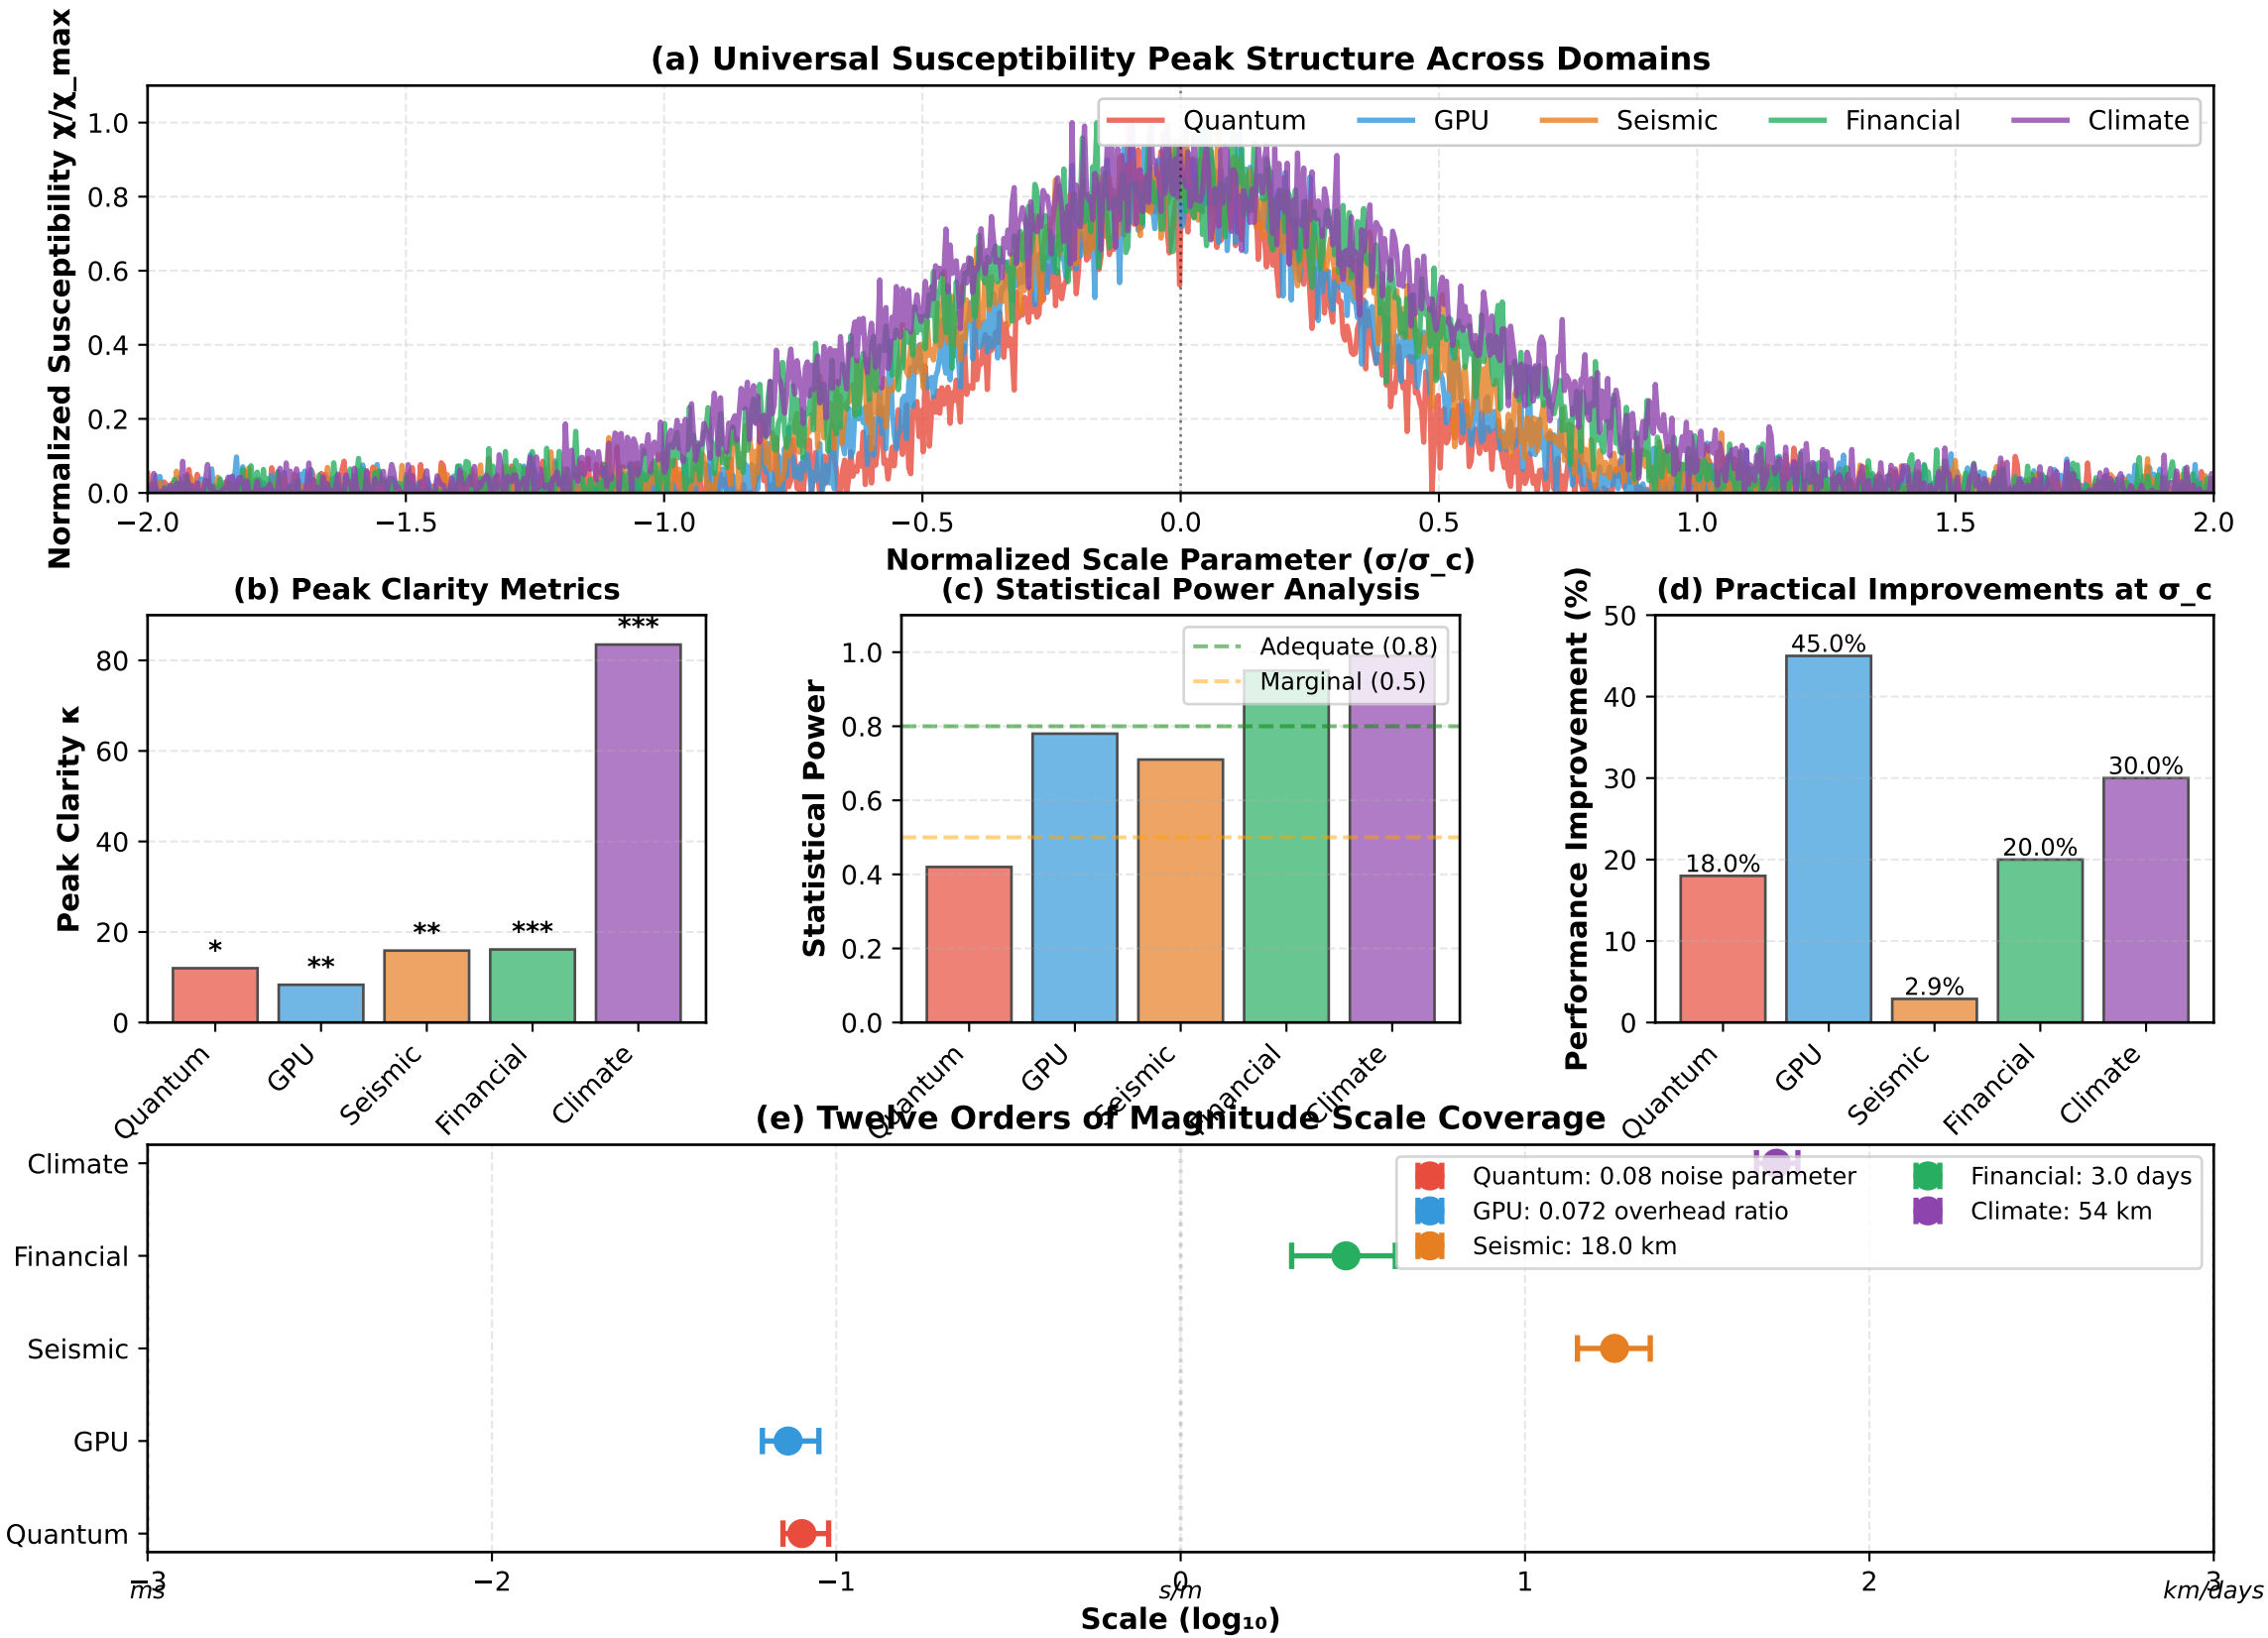 (a) Universal Susceptibility Peak Structure Across Domains
Normalized Susceptibility χ/χ_max
Quantum
GPU
Seismic
Financial
Climate
1.0
0.8
0.6
0.4
0.2
0.0
−2.0
−1.5
−1.0
−0.5
0.0
0.5
1.0
1.5
2.0
Normalized Scale Parameter (σ/σ_c)
(b) Peak Clarity Metrics
Peak Clarity κ
80
60
40
20
0
*
**
**
***
***
Quantum
GPU
Seismic
Financial
Climate
(c) Statistical Power Analysis
Statistical Power
Adequate (0.8)
Marginal (0.5)
1.0
0.8
0.6
0.4
0.2
0.0
Quantum
GPU
Seismic
Financial
Climate
(d) Practical Improvements at σ_c
Performance Improvement (%)
50
40
30
20
10
0
18.0%
45.0%
2.9%
20.0%
30.0%
Quantum
GPU
Seismic
Financial
Climate
(e) Twelve Orders of Magnitude Scale Coverage
Climate
Financial
Seismic
GPU
Quantum
Quantum: 0.08 noise parameter
GPU: 0.072 overhead ratio
Seismic: 18.0 km
Financial: 3.0 days
Climate: 54 km
−3
−2
−1
0
1
2
3
ms
s/m
km/days
Scale (log₁₀)